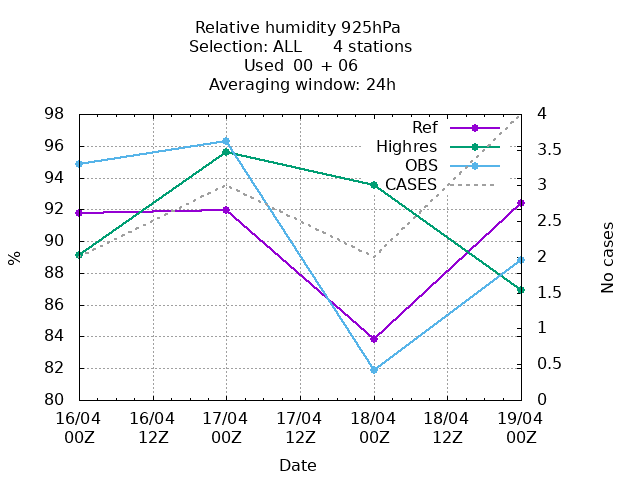 Relative humidity 925hPa
Selection: ALL      4 stations
Used  00 + 06
Averaging window: 24h
98
96
94
92
90
88
86
84
82
80
%
4
3.5
3
2.5
2
1.5
1
0.5
0
No cases
Ref
Highres
OBS
CASES
16/04 16/04 17/04 17/04 18/04 18/04 19/04
00Z 12Z 00Z 12Z 00Z 12Z 00Z
Date